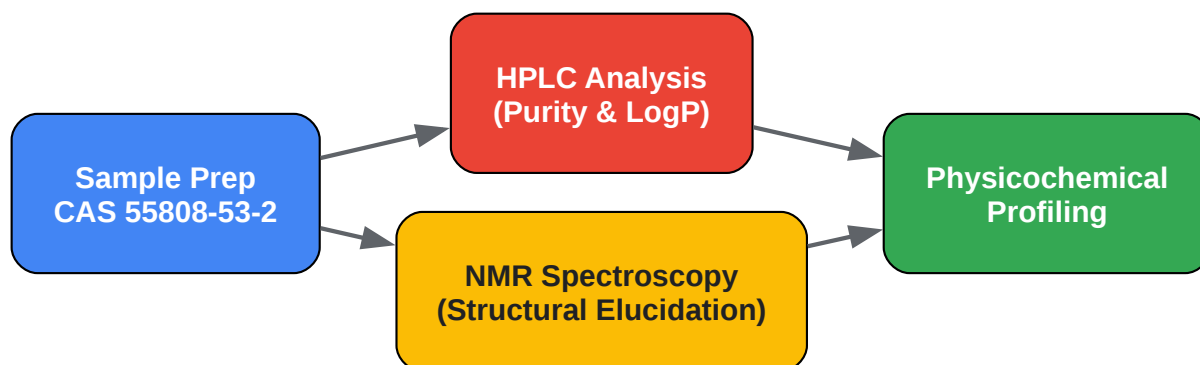 Sample Prep
CAS 55808-53-2
HPLC Analysis
(Purity & LogP)
NMR Spectroscopy
(Structural Elucidation)
Physicochemical
Profiling